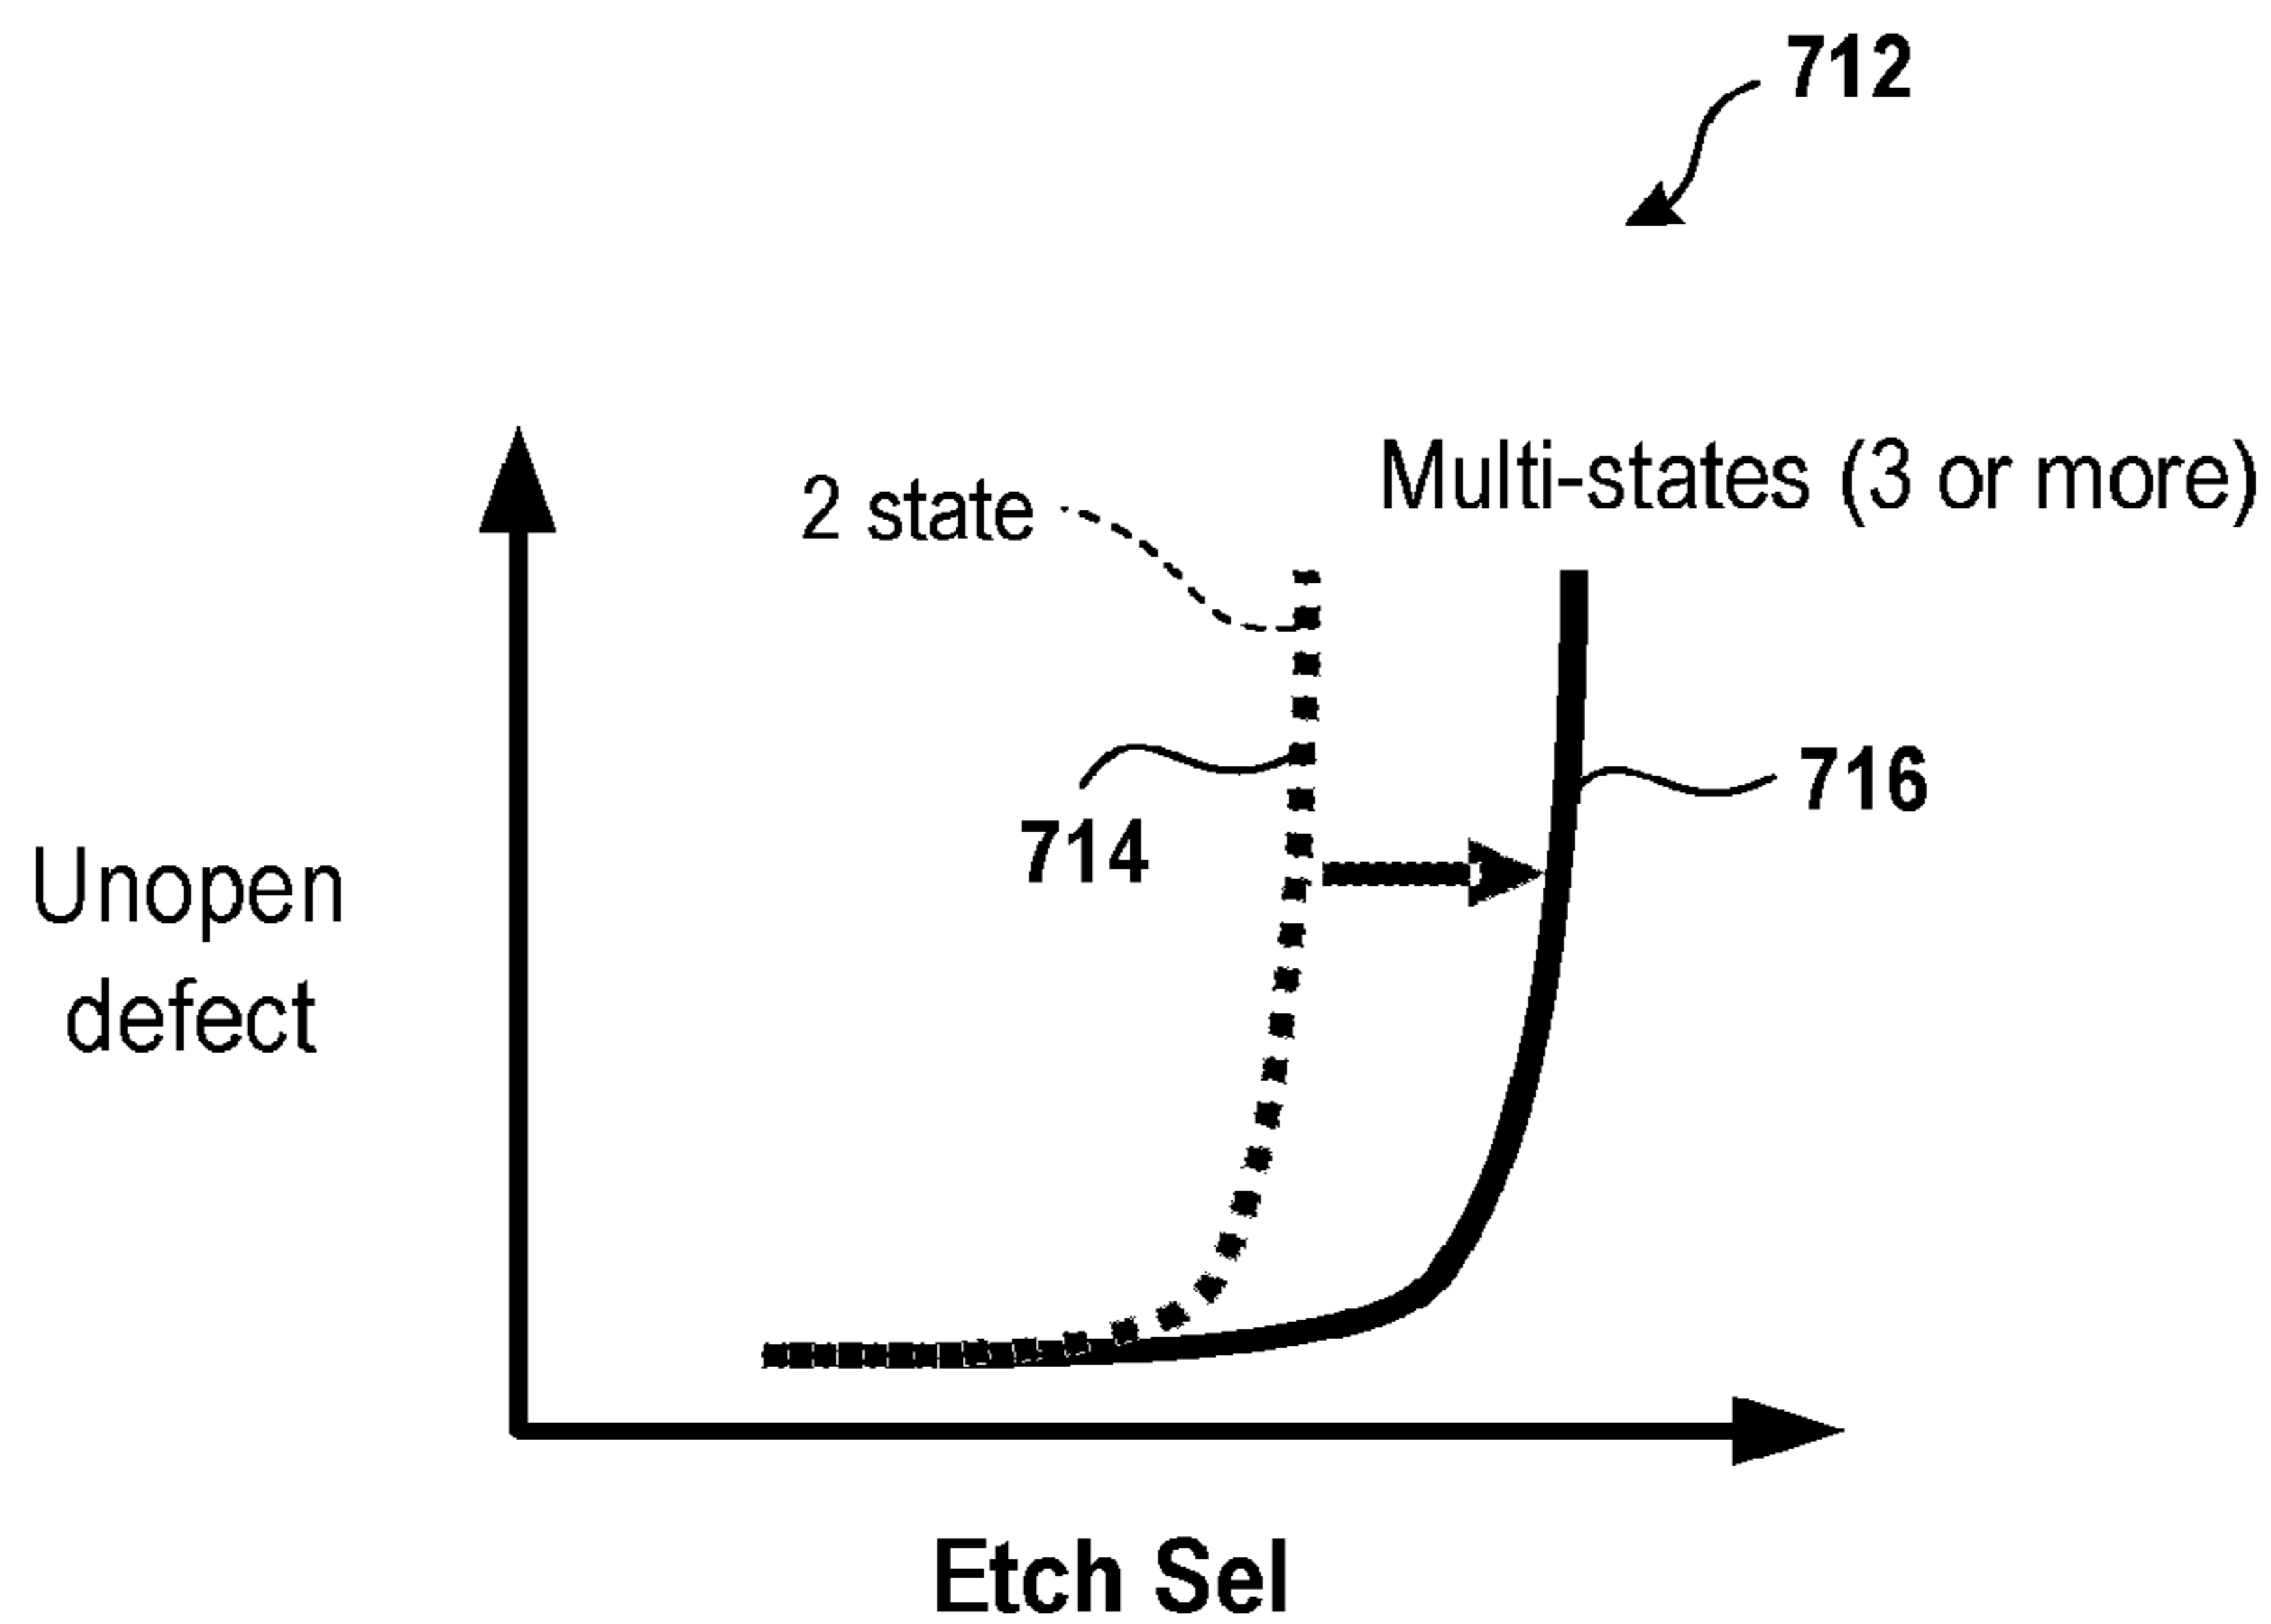 712
Multi-states (3 or more)
2 state
716
714
Unopen
defect
Etch Sel